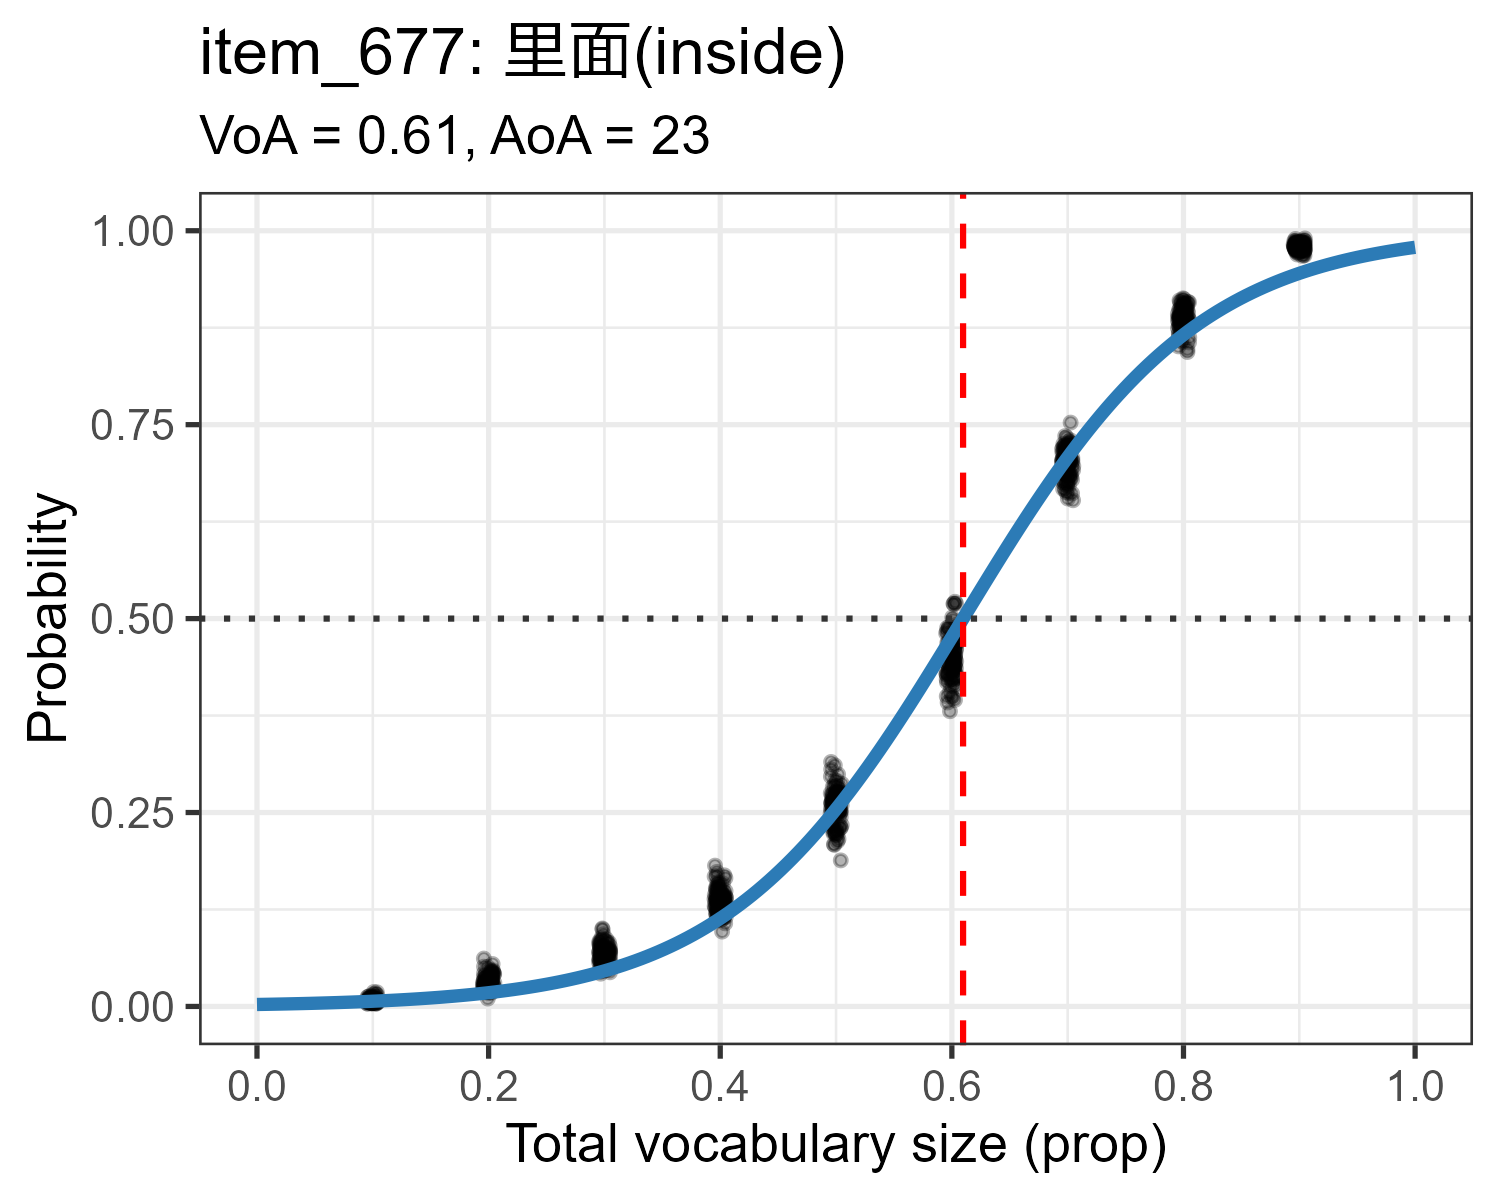 item_677: 里面(inside)
VoA = 0.61, AoA = 23
1.00
0.75
0.50
0.25
0.00
Probability
0.0 0.2 0.4 0.6 0.8 1.0
Total vocabulary size (prop)